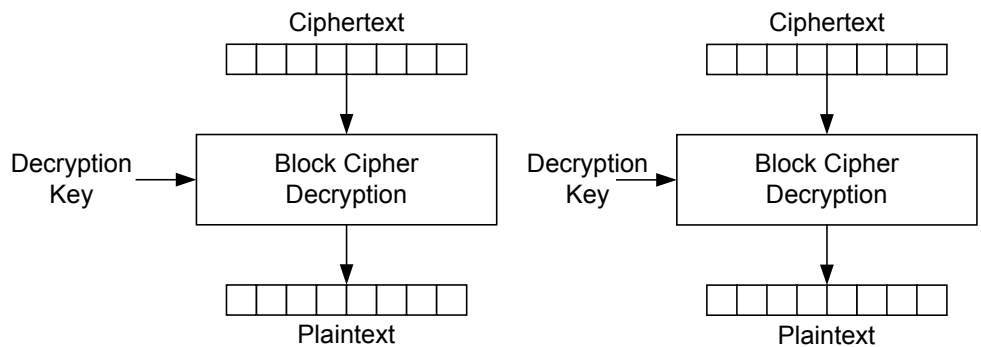 Ciphertext
Decryption
Key
Block Cipher
Decryption
Plaintext
Ciphertext
Decryption
Key
Block Cipher
Decryption
Plaintext